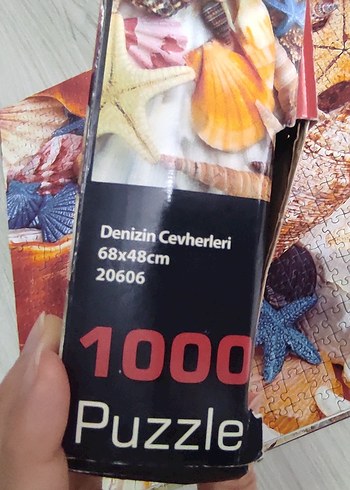 Denizin Cevherleri
68x48cm
20606
1000
Puzzle